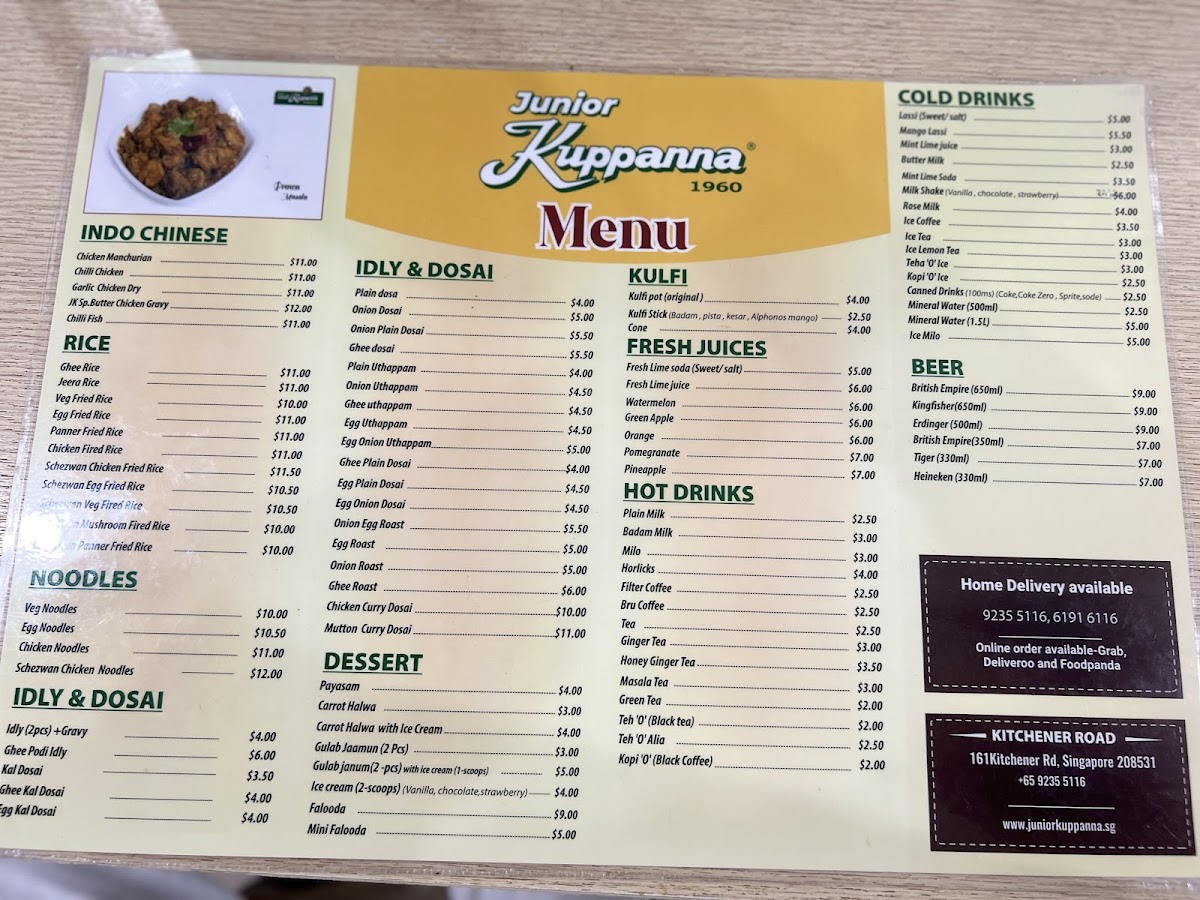 Prawn
Masala
Junior
Kuppanna®
1960
Menu
INDO CHINESE
Chicken Manchurian $11.00
Chilli Chicken $11.00
Garlic Chicken Dry $11.00
JK Sp.Butter Chicken Gravy $12.00
Chilli Fish $11.00
RICE
Ghee Rice $11.00
Jeera Rice $11.00
Veg Fried Rice $10.00
Egg Fried Rice $11.00
Panner Fried Rice $11.00
Chicken Fired Rice $11.00
Schezwan Chicken Fried Rice $11.50
Schezwan Egg Fried Rice $10.50
Schezwan Veg Fired Rice $10.50
Mushroom Fired Rice $10.00
Panner Fried Rice $10.00
NOODLES
Veg Noodles $10.00
Egg Noodles $10.50
Chicken Noodles $11.00
Schezwan Chicken Noodles $12.00
IDLY & DOSAI
Idly (2pcs) +Gravy $4.00
Ghee Podi Idly $6.00
Kal Dosai $3.50
Ghee Kal Dosai $4.00
Egg Kal Dosai $4.00
IDLY & DOSAI
Plain dosa $4.00
Onion Dosai $5.00
Onion Plain Dosai $5.50
Ghee dosai $5.50
Plain Uthappam $4.00
Onion Uthappam $4.50
Ghee uthappam $4.50
Egg Uthappam $4.50
Egg Onion Uthappam $5.00
Ghee Plain Dosai $4.00
Egg Plain Dosai $4.50
Egg Onion Dosai $4.50
Onion Egg Roast $5.50
Egg Roast $5.00
Onion Roast $5.00
Ghee Roast $6.00
Chicken Curry Dosai $10.00
Mutton Curry Dosai $11.00
DESSERT
Payasam $4.00
Carrot Halwa $3.00
Carrot Halwa with Ice Cream $4.00
Gulab Jaamun (2 Pcs) $3.00
Gulab janum(2 -pcs) with ice cream (1-scoops) $5.00
Ice cream (2-scoops) (Vanilla, chocolate,strawberry) $4.00
Falooda $9.00
Mini Falooda $5.00
KULFI
Kulfi pot (original ) $4.00
Kulfi Stick (Badam , pista , kesar , Alphonos mango) $2.50
Cone $4.00
FRESH JUICES
Fresh Lime soda (Sweet/ salt) $5.00
Fresh Lime juice $6.00
Watermelon $6.00
Green Apple $6.00
Orange $6.00
Pomegranate $7.00
Pineapple $7.00
HOT DRINKS
Plain Milk $2.50
Badam Milk $3.00
Milo $3.00
Horlicks $4.00
Filter Coffee $2.50
Bru Coffee $2.50
Tea $2.50
Ginger Tea $3.00
Honey Ginger Tea $3.50
Masala Tea $3.00
Green Tea $2.00
Teh 'O' (Black tea) $2.00
Teh 'O' Alia $2.50
Kopi 'O' (Black Coffee) $2.00
COLD DRINKS
Lassi (Sweet/ salt) $5.00
Mango Lassi $5.50
Mint Lime juice $3.00
Butter Milk $2.50
Mint Lime Soda $3.50
Milk Shake (Vanilla , chocolate , strawberry) $6.00
Rose Milk $4.00
Ice Coffee $3.50
Ice Tea $3.00
Ice Lemon Tea $3.00
Teha 'O' Ice $3.00
Kopi 'O' Ice $2.50
Canned Drinks (100ms) (Coke,Coke Zero , Sprite,sode) $2.50
Mineral Water (500ml) $2.50
Mineral Water (1.5L) $5.00
Ice Milo $5.00
BEER
British Empire (650ml) $9.00
Kingfisher(650ml) $9.00
Erdinger (500ml) $9.00
British Empire(350ml) $7.00
Tiger (330ml) $7.00
Heineken (330ml) $7.00
Home Delivery available
9235 5116, 6191 6116
Online order available-Grab,
Deliveroo and Foodpanda
KITCHENER ROAD
161Kitchener Rd, Singapore 208531
+65 9235 5116
www.juniorkuppanna.sg